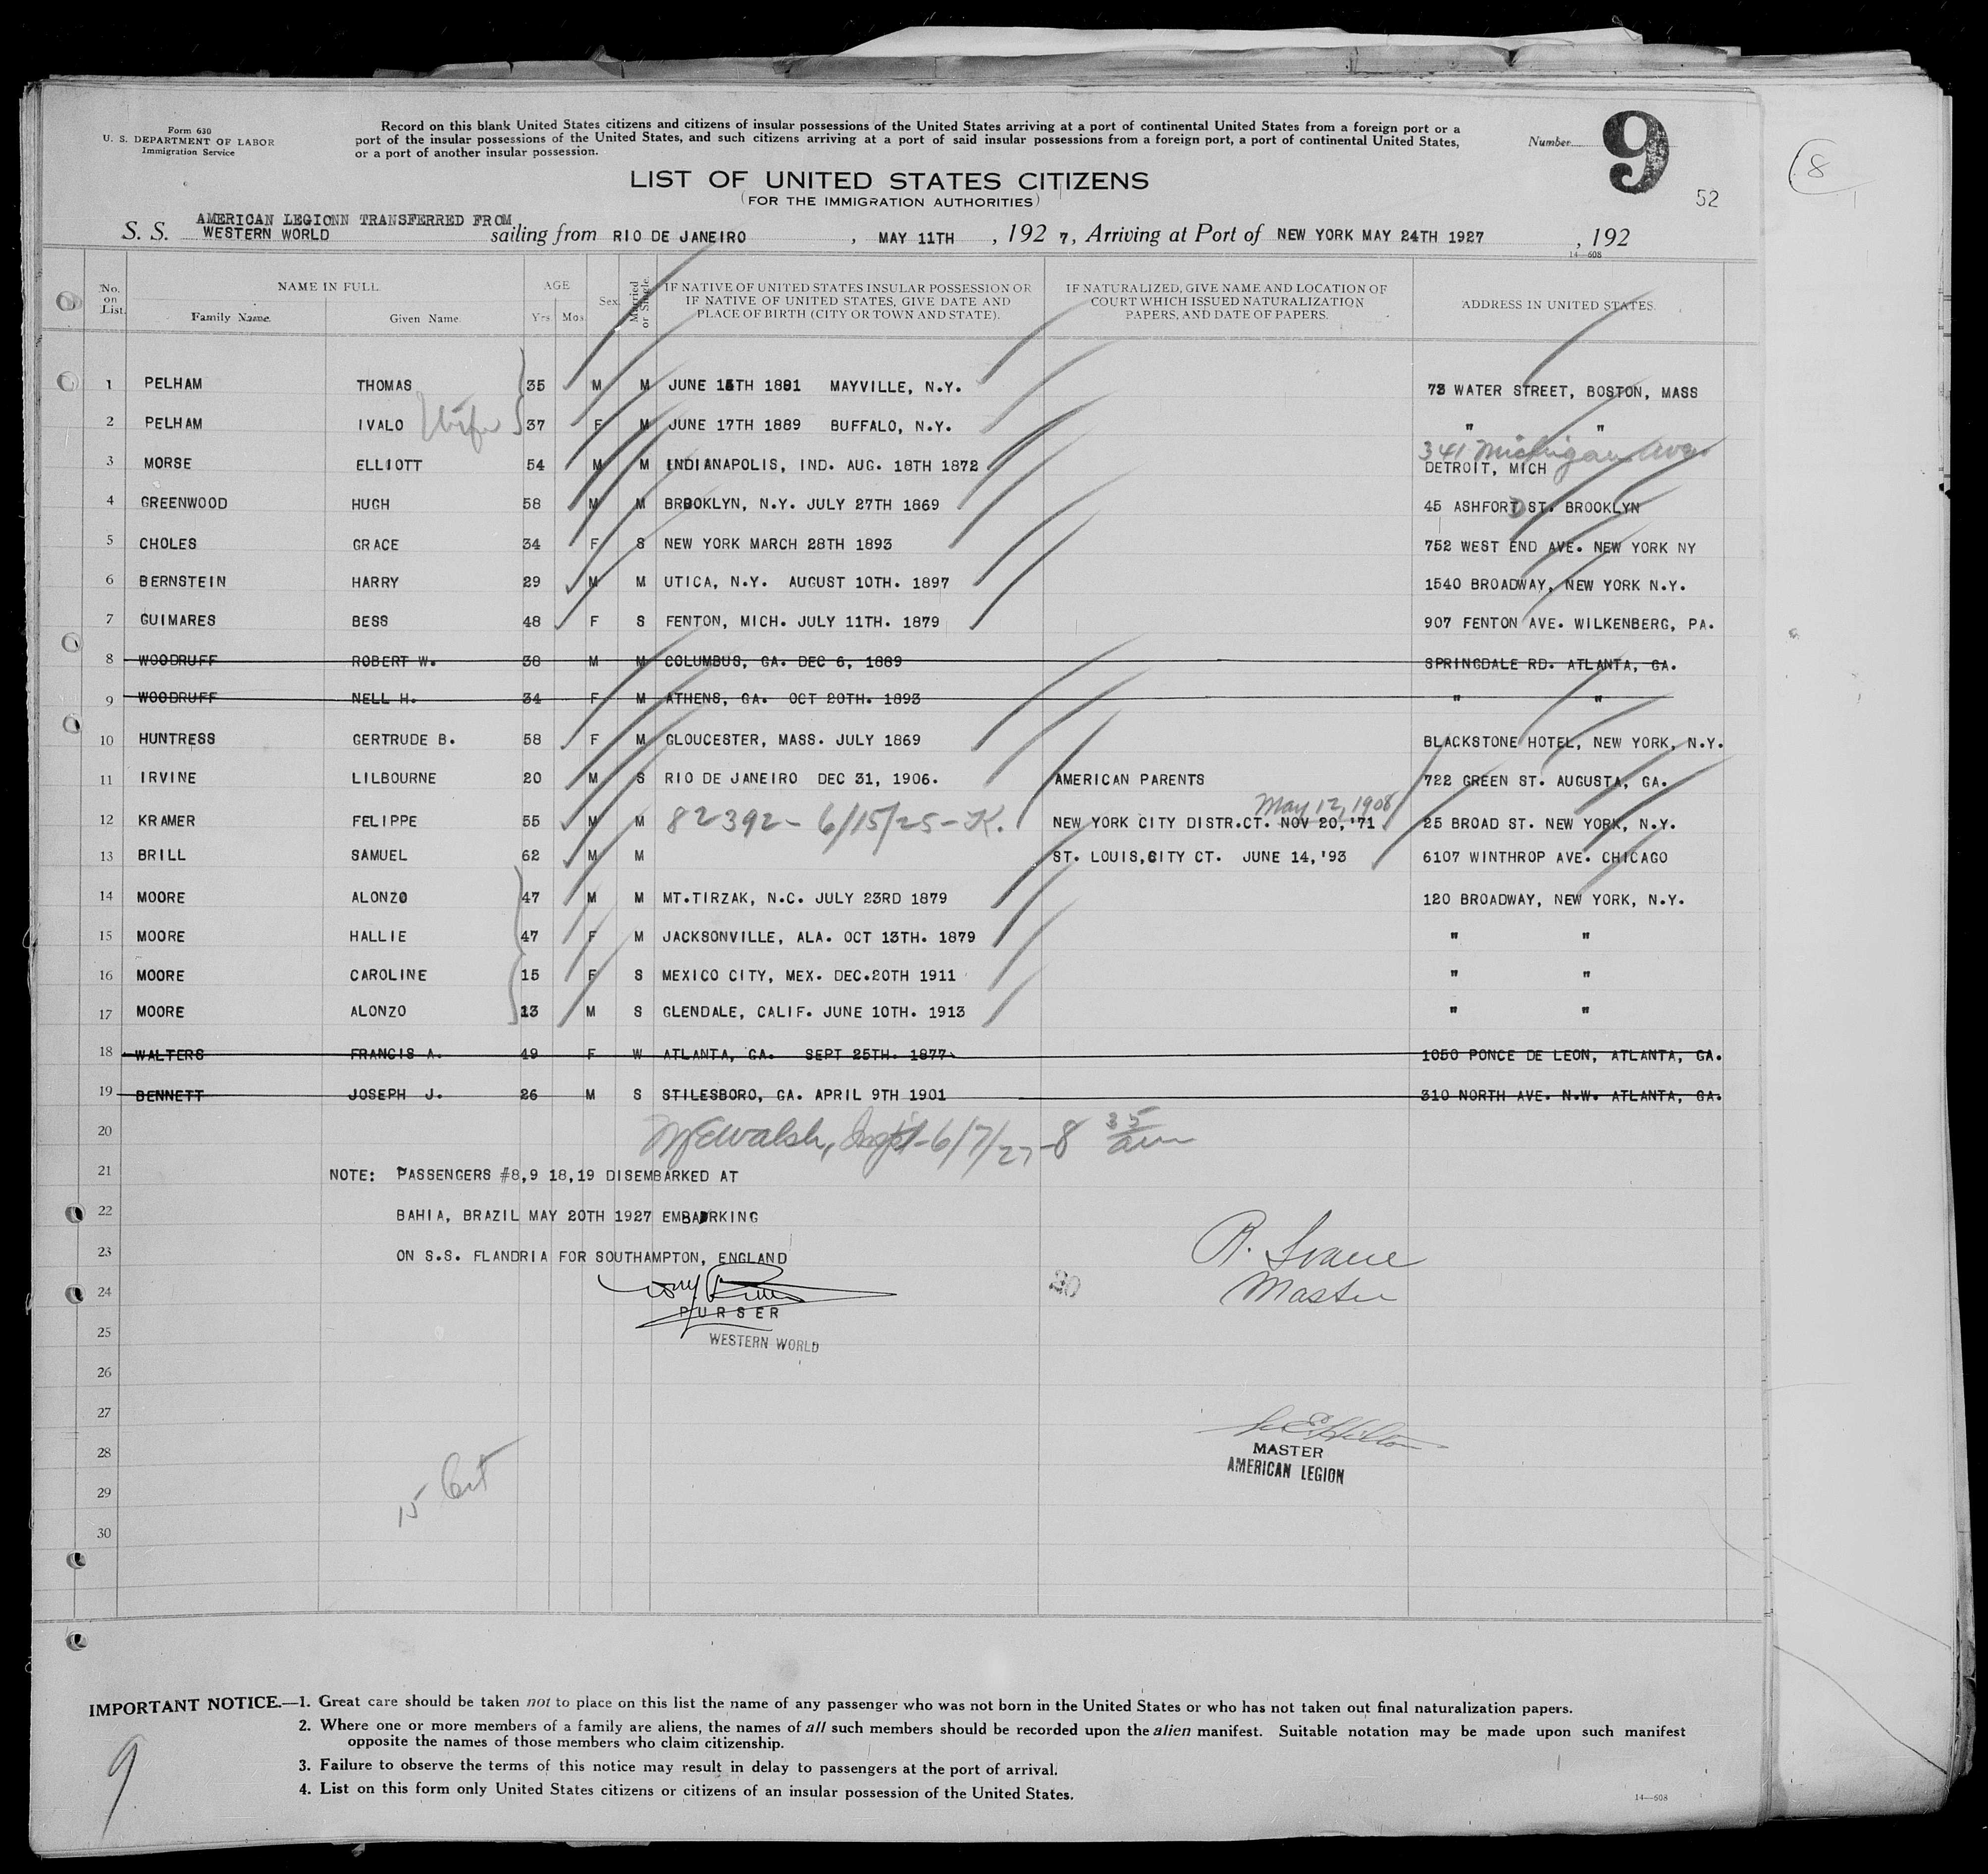 Form 630
U. S. DEPARTMENT OF LABOR
Immigration Service
Record on this blank United States citizens and citizens of insular possessions of the United States arriving at a port of continental United States from a foreign port or a
port of the insular possessions of the United States, and such citizens arriving at a port of said insular possessions from a foreign port, a port of continental United States,
or a port of another insular possession.
Number 9
52
8
LIST OF UNITED STATES CITIZENS
(FOR THE IMMIGRATION AUTHORITIES)
AMERICAN LEGIONN TRANSFERRED FROM
S. S. WESTERN WORLD sailing from RIO DE JANEIRO, MAY 11TH, 192 7, Arriving at Port of NEW YORK MAY 24TH 1927, 192
14—608
No. on List. NAME IN FULL Family Name. Given Name. AGE Yrs. Mos. Sex. Married or Single. IF NATIVE OF UNITED STATES INSULAR POSSESSION OR IF NATIVE OF UNITED STATES, GIVE DATE AND PLACE OF BIRTH (CITY OR TOWN AND STATE). IF NATURALIZED, GIVE NAME AND LOCATION OF COURT WHICH ISSUED NATURALIZATION PAPERS, AND DATE OF PAPERS. ADDRESS IN UNITED STATES.
1 PELHAM THOMAS 35 M M JUNE 15TH 1891 MAYVILLE, N.Y. 73 WATER STREET, BOSTON, MASS
2 PELHAM IVALO Wife 37 F M JUNE 17TH 1889 BUFFALO, N.Y. " "
341 Michigan Ave
3 MORSE ELLIOTT 54 M M INDIANAPOLIS, IND. AUG. 18TH 1872 DETROIT, MICH
4 GREENWOOD HUGH 58 M M BROOKLYN, N.Y. JULY 27TH 1869 45 ASHFORD ST. BROOKLYN
5 CHOLES GRACE 34 F S NEW YORK MARCH 28TH 1893 752 WEST END AVE. NEW YORK NY
6 BERNSTEIN HARRY 29 M M UTICA, N.Y. AUGUST 10TH. 1897 1540 BROADWAY, NEW YORK N.Y.
7 GUIMARES BESS 48 F S FENTON, MICH. JULY 11TH. 1879 907 FENTON AVE. WILKENBERG, PA.
8 WOODRUFF ROBERT W. 38 M M COLUMBUS, GA. DEC 6, 1889 SPRINGDALE RD. ATLANTA, GA.
9 WOODRUFF NELL H. 34 F M ATHENS, GA. OCT 20TH. 1893 " "
10 HUNTRESS GERTRUDE B. 58 F M GLOUCESTER, MASS. JULY 1869 BLACKSTONE HOTEL, NEW YORK, N.Y.
11 IRVINE LILBOURNE 20 M S RIO DE JANEIRO DEC 31, 1906. AMERICAN PARENTS 722 GREEN ST. AUGUSTA, GA.
May 12, 1908
12 KRAMER FELIPPE 55 M M 82392- 6/15/25-K. NEW YORK CITY DISTR.CT. NOV 20,'71 25 BROAD ST. NEW YORK, N.Y.
13 BRILL SAMUEL 62 M M ST. LOUIS,CITY CT. JUNE 14,'93 6107 WINTHROP AVE. CHICAGO
14 MOORE ALONZO 47 M M MT.TIRZAK, N.C. JULY 23RD 1879 120 BROADWAY, NEW YORK, N.Y.
15 MOORE HALLIE 47 F M JACKSONVILLE, ALA. OCT 13TH. 1879 " "
16 MOORE CAROLINE 15 F S MEXICO CITY, MEX. DEC.20TH 1911 " "
17 MOORE ALONZO 13 M S GLENDALE, CALIF. JUNE 10TH. 1913 " "
18 WALTERS FRANCIS A. 49 F W ATLANTA, GA. SEPT 25TH. 1877 1050 PONCE DE LEON, ATLANTA, GA.
19 BENNETT JOSEPH J. 26 M S STILESBORO, GA. APRIL 9TH 1901 310 NORTH AVE. N.W. ATLANTA, GA.
20 6/7/27-8 35 am
21 NOTE: PASSENGERS #8,9 18,19 DISEMBARKED AT
22 BAHIA, BRAZIL MAY 20TH 1927 EMBARKING
23 ON S.S. FLANDRIA FOR SOUTHAMPTON, ENGLAND
24 20 Master
PURSER
25 WESTERN WORLD
26
27
28 MASTER
AMERICAN LEGION
29 15
30
IMPORTANT NOTICE.—1. Great care should be taken not to place on this list the name of any passenger who was not born in the United States or who has not taken out final naturalization papers.
2. Where one or more members of a family are aliens, the names of all such members should be recorded upon the alien manifest. Suitable notation may be made upon such manifest
opposite the names of those members who claim citizenship.
3. Failure to observe the terms of this notice may result in delay to passengers at the port of arrival.
4. List on this form only United States citizens or citizens of an insular possession of the United States.
9
14—608